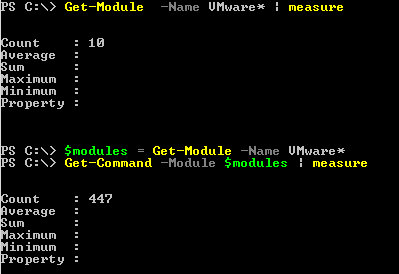 PS C:\> Get-Module  -Name VMware* | measure
Count    : 10
Average  :
Sum      :
Maximum  :
Minimum  :
Property :
PS C:\> $modules = Get-Module -Name VMware*
PS C:\> Get-Command -Module $modules | measure
Count    : 447
Average  :
Sum      :
Maximum  :
Minimum  :
Property :